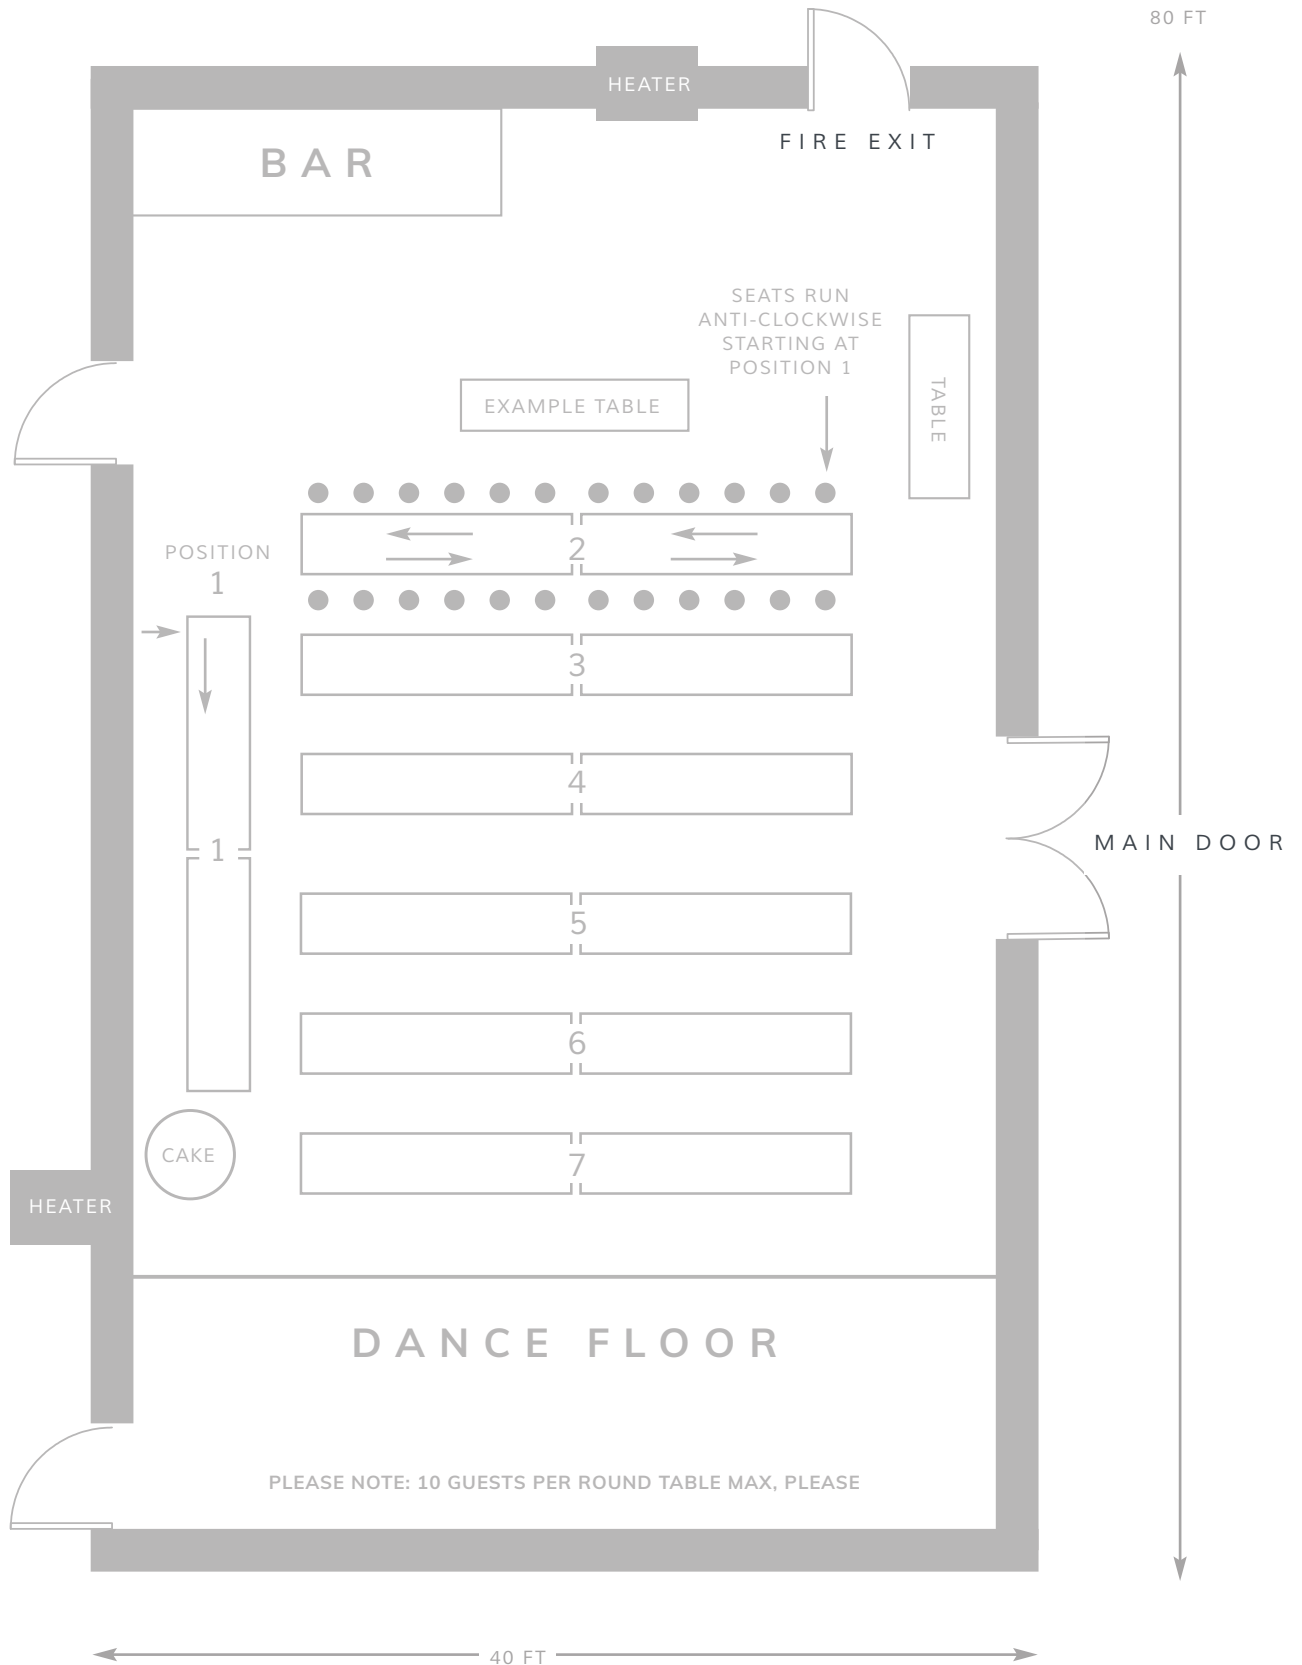 80 FT
HEATER
FIRE EXIT
BAR
SEATS RUN
ANTI-CLOCKWISE
STARTING AT
POSITION 1
TABLE
EXAMPLE TABLE
2
POSITION
1
3
4
1
MAIN DOOR
5
6
7
CAKE
HEATER
DANCE FLOOR
PLEASE NOTE: 10 GUESTS PER ROUND TABLE MAX, PLEASE
40 FT